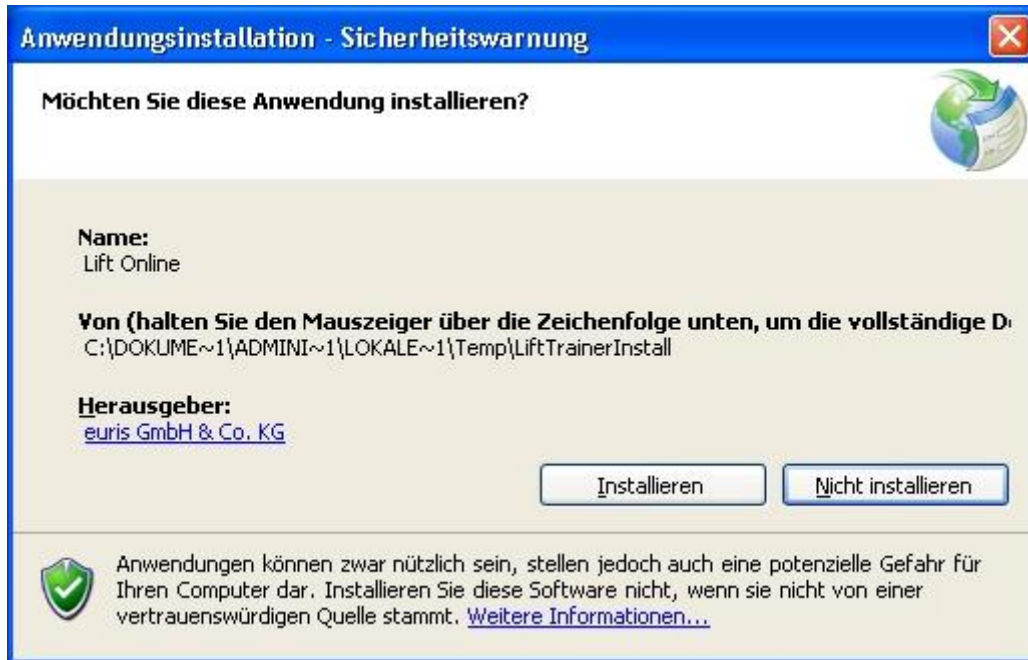 Anwendungsinstallation - Sicherheitswarnung
Möchten Sie diese Anwendung installieren?
Name:
Lift Online
Von (halten Sie den Mauszeiger über die Zeichenfolge unten, um die vollständige D
C:\DOKUME~1\ADMINI~1\LOKALE~1\Temp\LiftTrainerInstall
Herausgeber:
euris GmbH & Co. KG
Installieren
Nicht installieren
Anwendungen können zwar nützlich sein, stellen jedoch auch eine potenzielle Gefahr für
Ihren Computer dar. Installieren Sie diese Software nicht, wenn sie nicht von einer
vertrauenswürdigen Quelle stammt. Weitere Informationen...